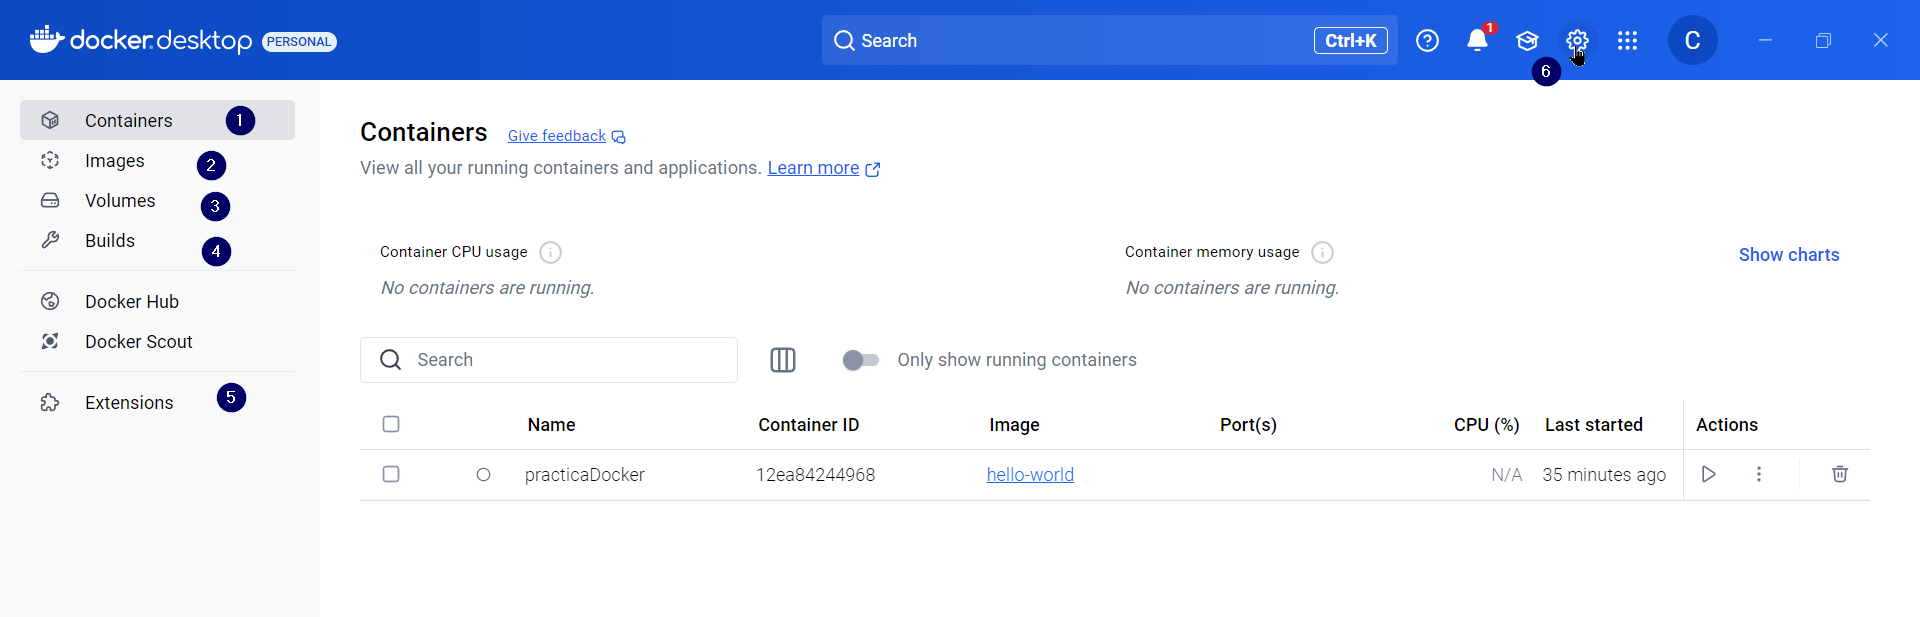 docker.desktop PERSONAL
Search Ctrl+K
1
C
6
Containers 1
Images 2
Volumes 3
Builds 4
Docker Hub
Docker Scout
Extensions 5
Containers Give feedback
View all your running containers and applications. Learn more
Container CPU usage
No containers are running.
Container memory usage
No containers are running.
Show charts
Search
Only show running containers
Name Container ID Image Port(s) CPU (%) Last started Actions
practicaDocker 12ea84244968 hello-world N/A 35 minutes ago